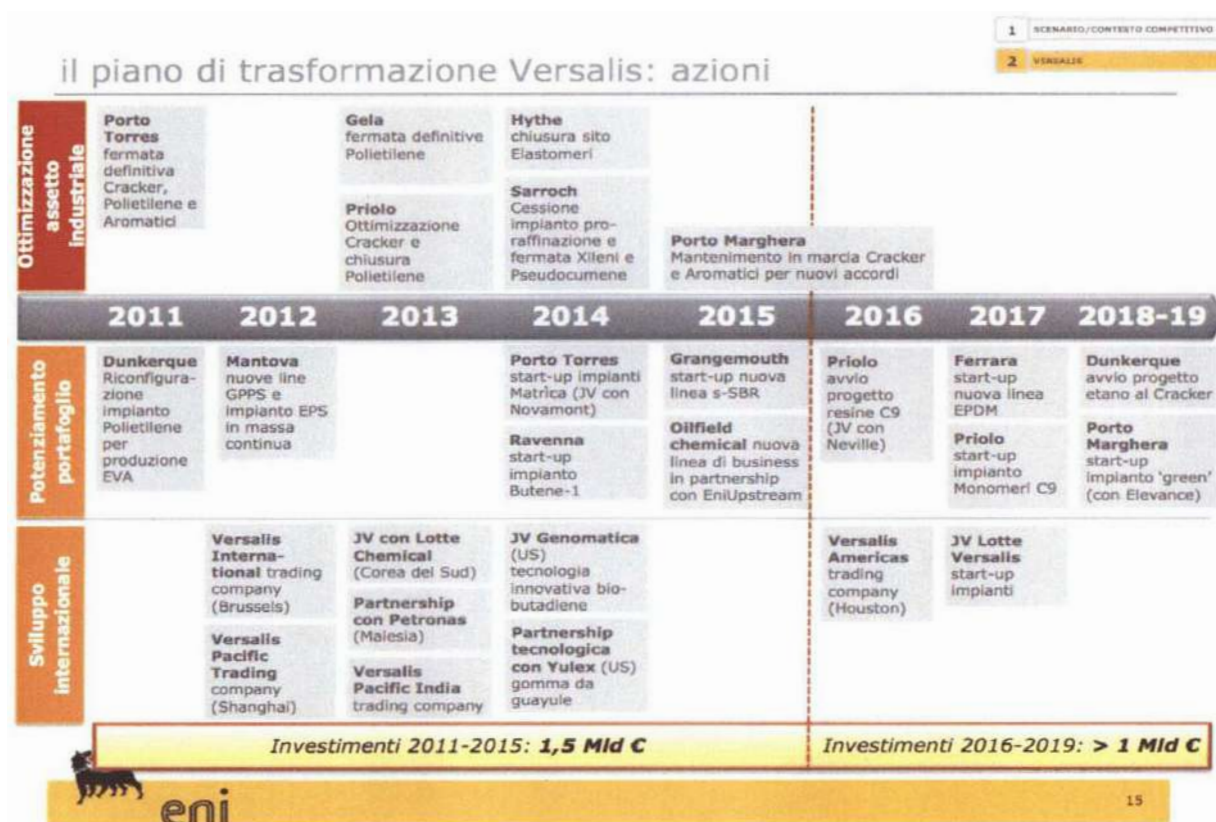 1 SCENARIO/CONTESTO COMPETITIVO
2 VERSALIS
il piano di trasformazione Versalis: azioni
Ottimizzazione
assetto
industriale
Porto
Torres
fermata
definitiva
Cracker,
Polietilene e
Aromatici
Gela
fermata definitive
Polietilene
Priolo
Ottimizzazione
Cracker e
chiusura
Polietilene
Hythe
chiusura sito
Elastomeri
Sarroch
Cessione
impianto pro-
raffinazione e
fermata Xileni e
Pseudocumene
Porto Marghera
Mantenimento in marcia Cracker
e Aromatici per nuovi accordi
2011 2012 2013 2014 2015 2016 2017 2018-19
Potenziamento
portafoglio
Dunkerque
Riconfigura-
zione
impianto
Polietilene
per
produzione
EVA
Mantova
nuove line
GPPS e
impianto EPS
in massa
continua
Porto Torres
start-up impianti
Matrìca (JV con
Novamont)
Ravenna
start-up
impianto
Butene-1
Grangemouth
start-up nuova
linea s-SBR
Oilfield
chemical nuova
linea di business
in partnership
con EniUpstream
Priolo
avvio
progetto
resine C9
(JV con
Neville)
Ferrara
start-up
nuova linea
EPDM
Priolo
start-up
impianto
Monomeri C9
Dunkerque
avvio progetto
etano al Cracker
Porto
Marghera
start-up
impianto 'green'
(con Elevance)
Sviluppo
internazionale
Versalis
Interna-
tional trading
company
(Brussels)
Versalis
Pacific
Trading
company
(Shanghai)
JV con Lotte
Chemical
(Corea del Sud)
Partnership
con Petronas
(Malesia)
Versalis
Pacific India
trading company
JV Genomatica
(US)
tecnologia
innovativa bio-
butadiene
Partnership
tecnologica
con Yulex (US)
gomma da
guayule
Versalis
Americas
trading
company
(Houston)
JV Lotte
Versalis
start-up
impianti
Investimenti 2011-2015: 1,5 Mld €
Investimenti 2016-2019: > 1 Mld €
eni
15